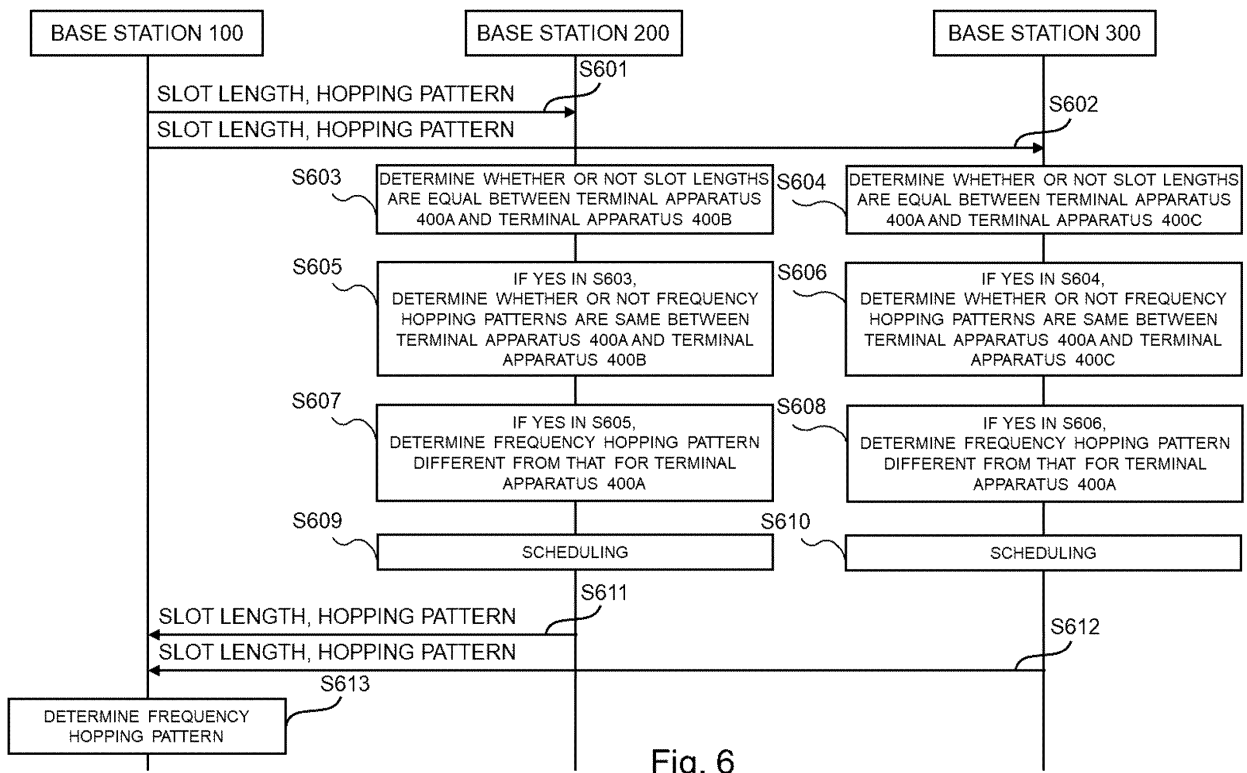 BASE STATION 100
BASE STATION 200
BASE STATION 300
S601
SLOT LENGTH, HOPPING PATTERN
S602
SLOT LENGTH, HOPPING PATTERN
S603
DETERMINE WHETHER OR NOT SLOT LENGTHS
ARE EQUAL BETWEEN TERMINAL APPARATUS
400A AND TERMINAL APPARATUS 400B
S604
DETERMINE WHETHER OR NOT SLOT LENGTHS
ARE EQUAL BETWEEN TERMINAL APPARATUS
400A AND TERMINAL APPARATUS 400C
S605
IF YES IN S603,
DETERMINE WHETHER OR NOT FREQUENCY
HOPPING PATTERNS ARE SAME BETWEEN
TERMINAL APPARATUS 400A AND TERMINAL
APPARATUS 400B
S606
IF YES IN S604,
DETERMINE WHETHER OR NOT FREQUENCY
HOPPING PATTERNS ARE SAME BETWEEN
TERMINAL APPARATUS 400A AND TERMINAL
APPARATUS 400C
S607
IF YES IN S605,
DETERMINE FREQUENCY HOPPING PATTERN
DIFFERENT FROM THAT FOR TERMINAL
APPARATUS 400A
S608
IF YES IN S606,
DETERMINE FREQUENCY HOPPING PATTERN
DIFFERENT FROM THAT FOR TERMINAL
APPARATUS 400A
S609
SCHEDULING
S610
SCHEDULING
S611
SLOT LENGTH, HOPPING PATTERN
S612
SLOT LENGTH, HOPPING PATTERN
S613
DETERMINE FREQUENCY
HOPPING PATTERN
Fig. 6